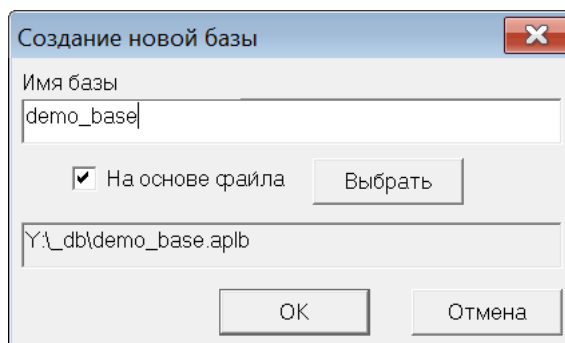 Создание новой базы
Имя базы
demo_base
На основе файла Выбрать
Y:\_db\demo_base.aplb
OK Отмена